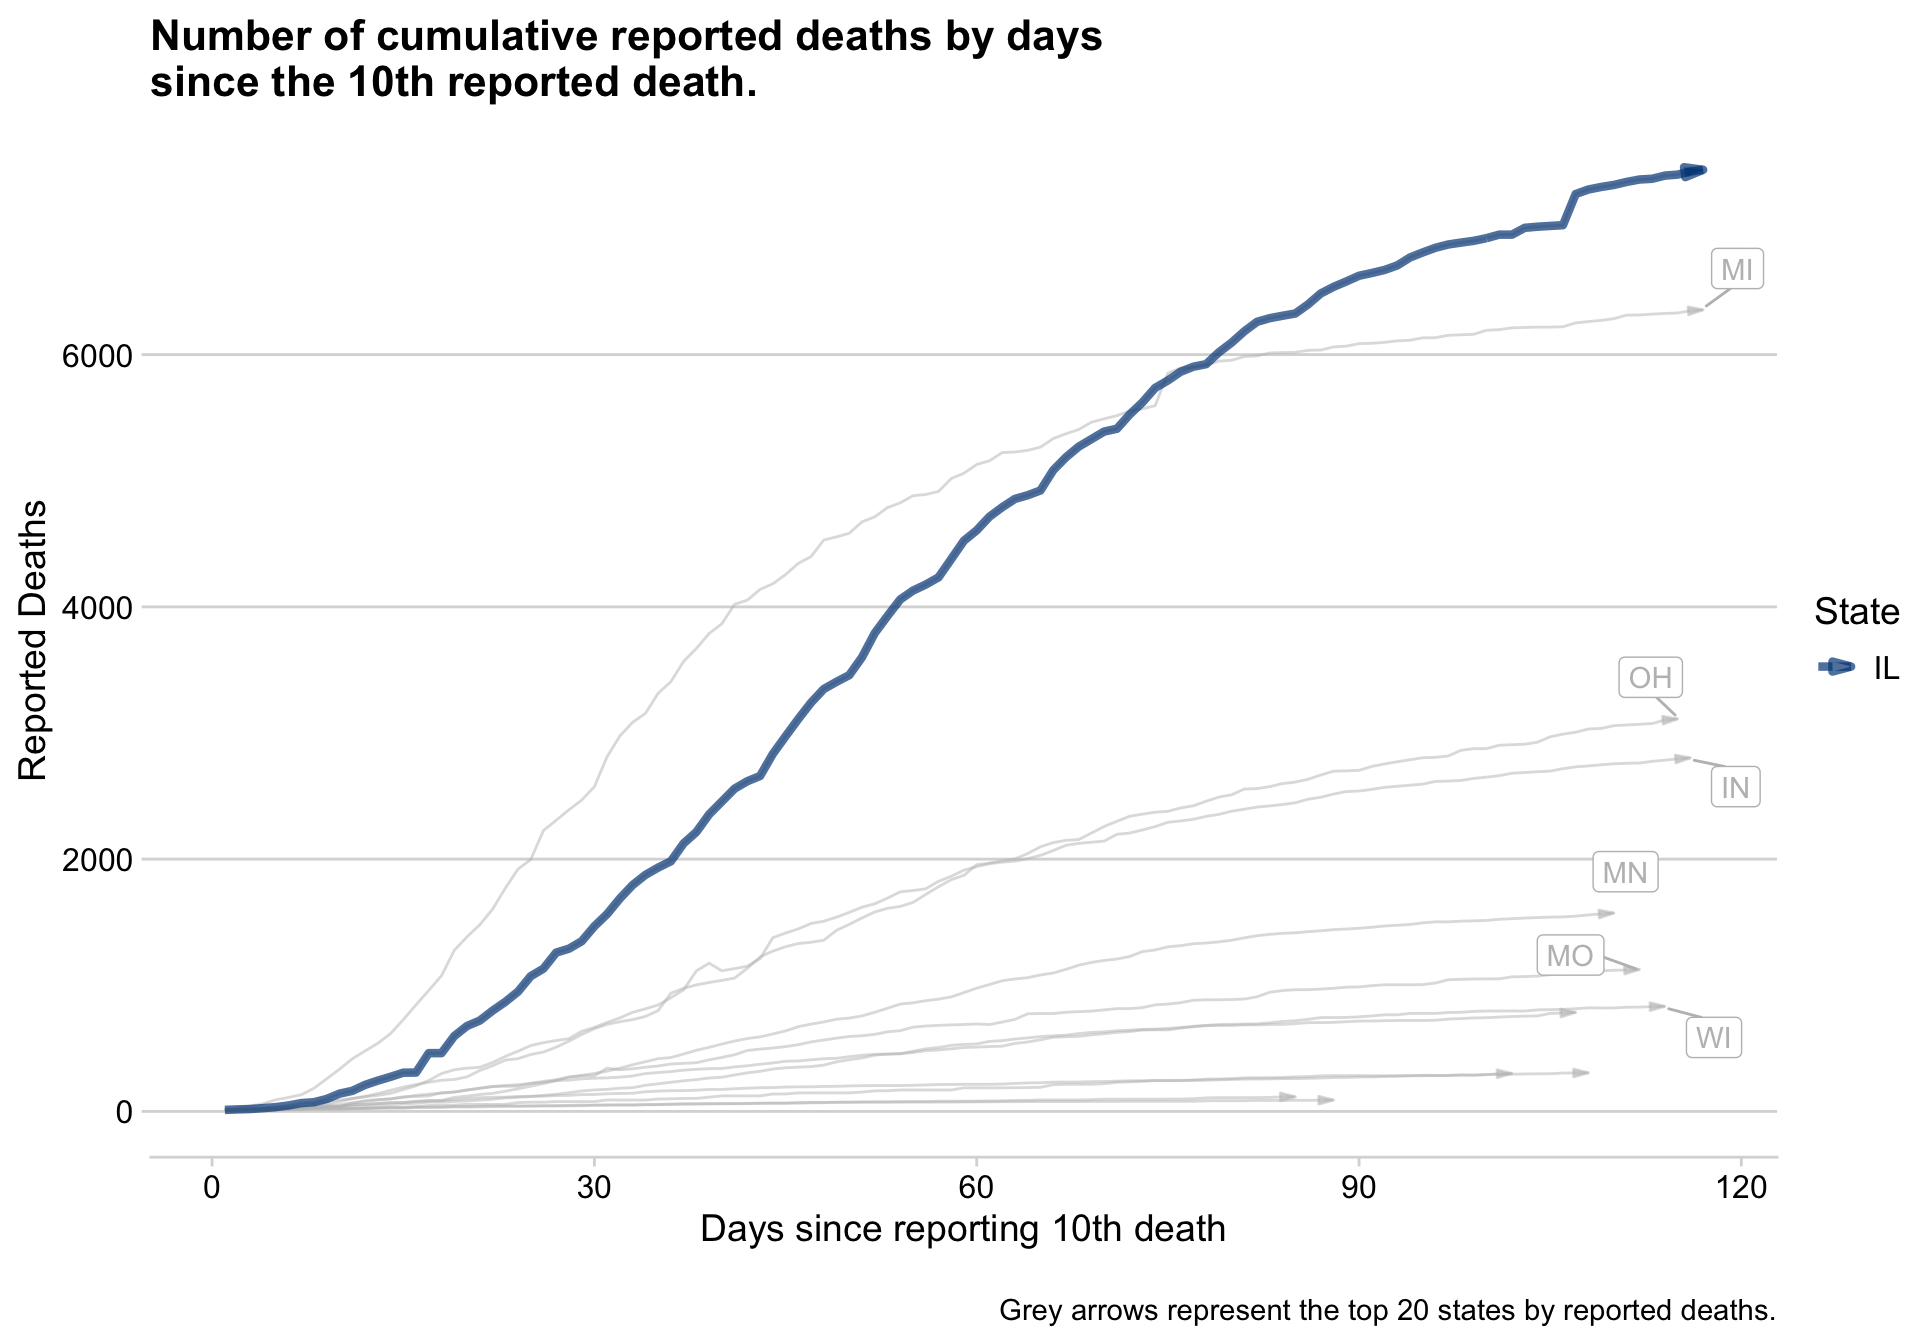 Number of cumulative reported deaths by days
since the 10th reported death.
MI
6000
Reported Deaths
4000
State
IL
OH
IN
2000
MN
MO
WI
0
0 30 60 90 120
Days since reporting 10th death
Grey arrows represent the top 20 states by reported deaths.